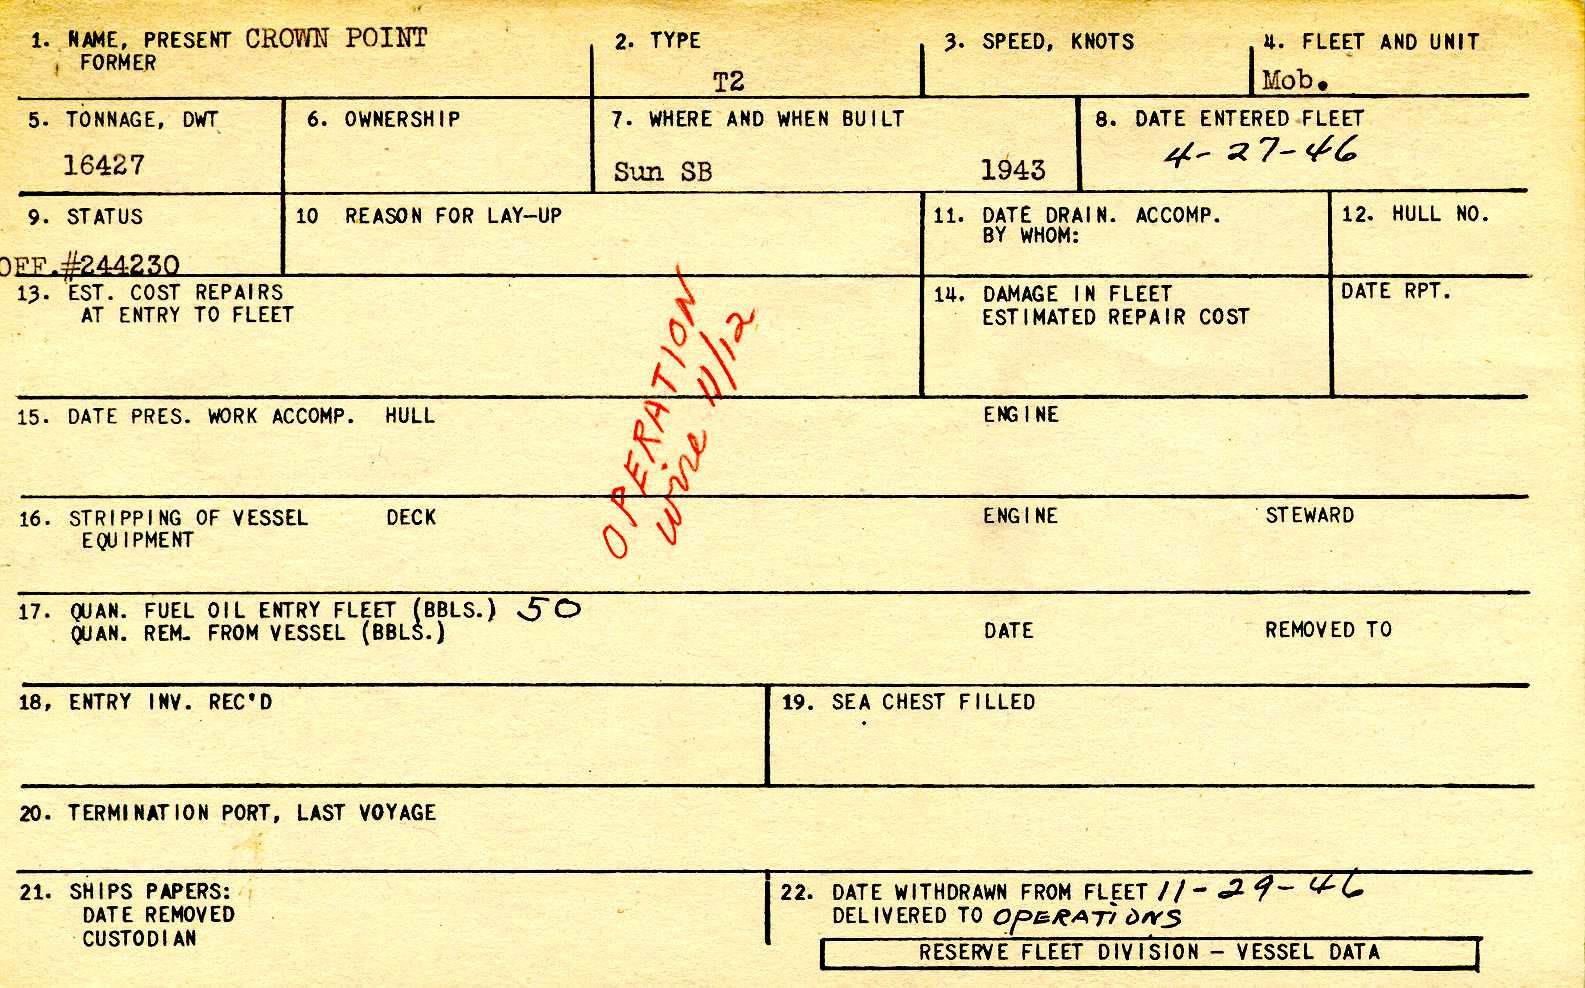 1. NAME, PRESENT CROWN POINT
FORMER
2. TYPE
T2
3. SPEED, KNOTS
4. FLEET AND UNIT
Mob.
5. TONNAGE, DWT
16427
6. OWNERSHIP
7. WHERE AND WHEN BUILT
Sun SB 1943
8. DATE ENTERED FLEET
4-27-46
9. STATUS
OFF.#244230
10 REASON FOR LAY-UP
11. DATE DRAIN. ACCOMP.
BY WHOM:
12. HULL NO.
13. EST. COST REPAIRS
AT ENTRY TO FLEET
OPERATION
wire 11/12
14. DAMAGE IN FLEET
ESTIMATED REPAIR COST
DATE RPT.
15. DATE PRES. WORK ACCOMP. HULL ENGINE
16. STRIPPING OF VESSEL DECK ENGINE STEWARD
EQUIPMENT
17. QUAN. FUEL OIL ENTRY FLEET (BBLS.) 50
QUAN. REM. FROM VESSEL (BBLS.) DATE REMOVED TO
18, ENTRY INV. REC'D
19. SEA CHEST FILLED
20. TERMINATION PORT, LAST VOYAGE
21. SHIPS PAPERS:
DATE REMOVED
CUSTODIAN
22. DATE WITHDRAWN FROM FLEET 11-29-46
DELIVERED TO OPERATIONS
RESERVE FLEET DIVISION - VESSEL DATA